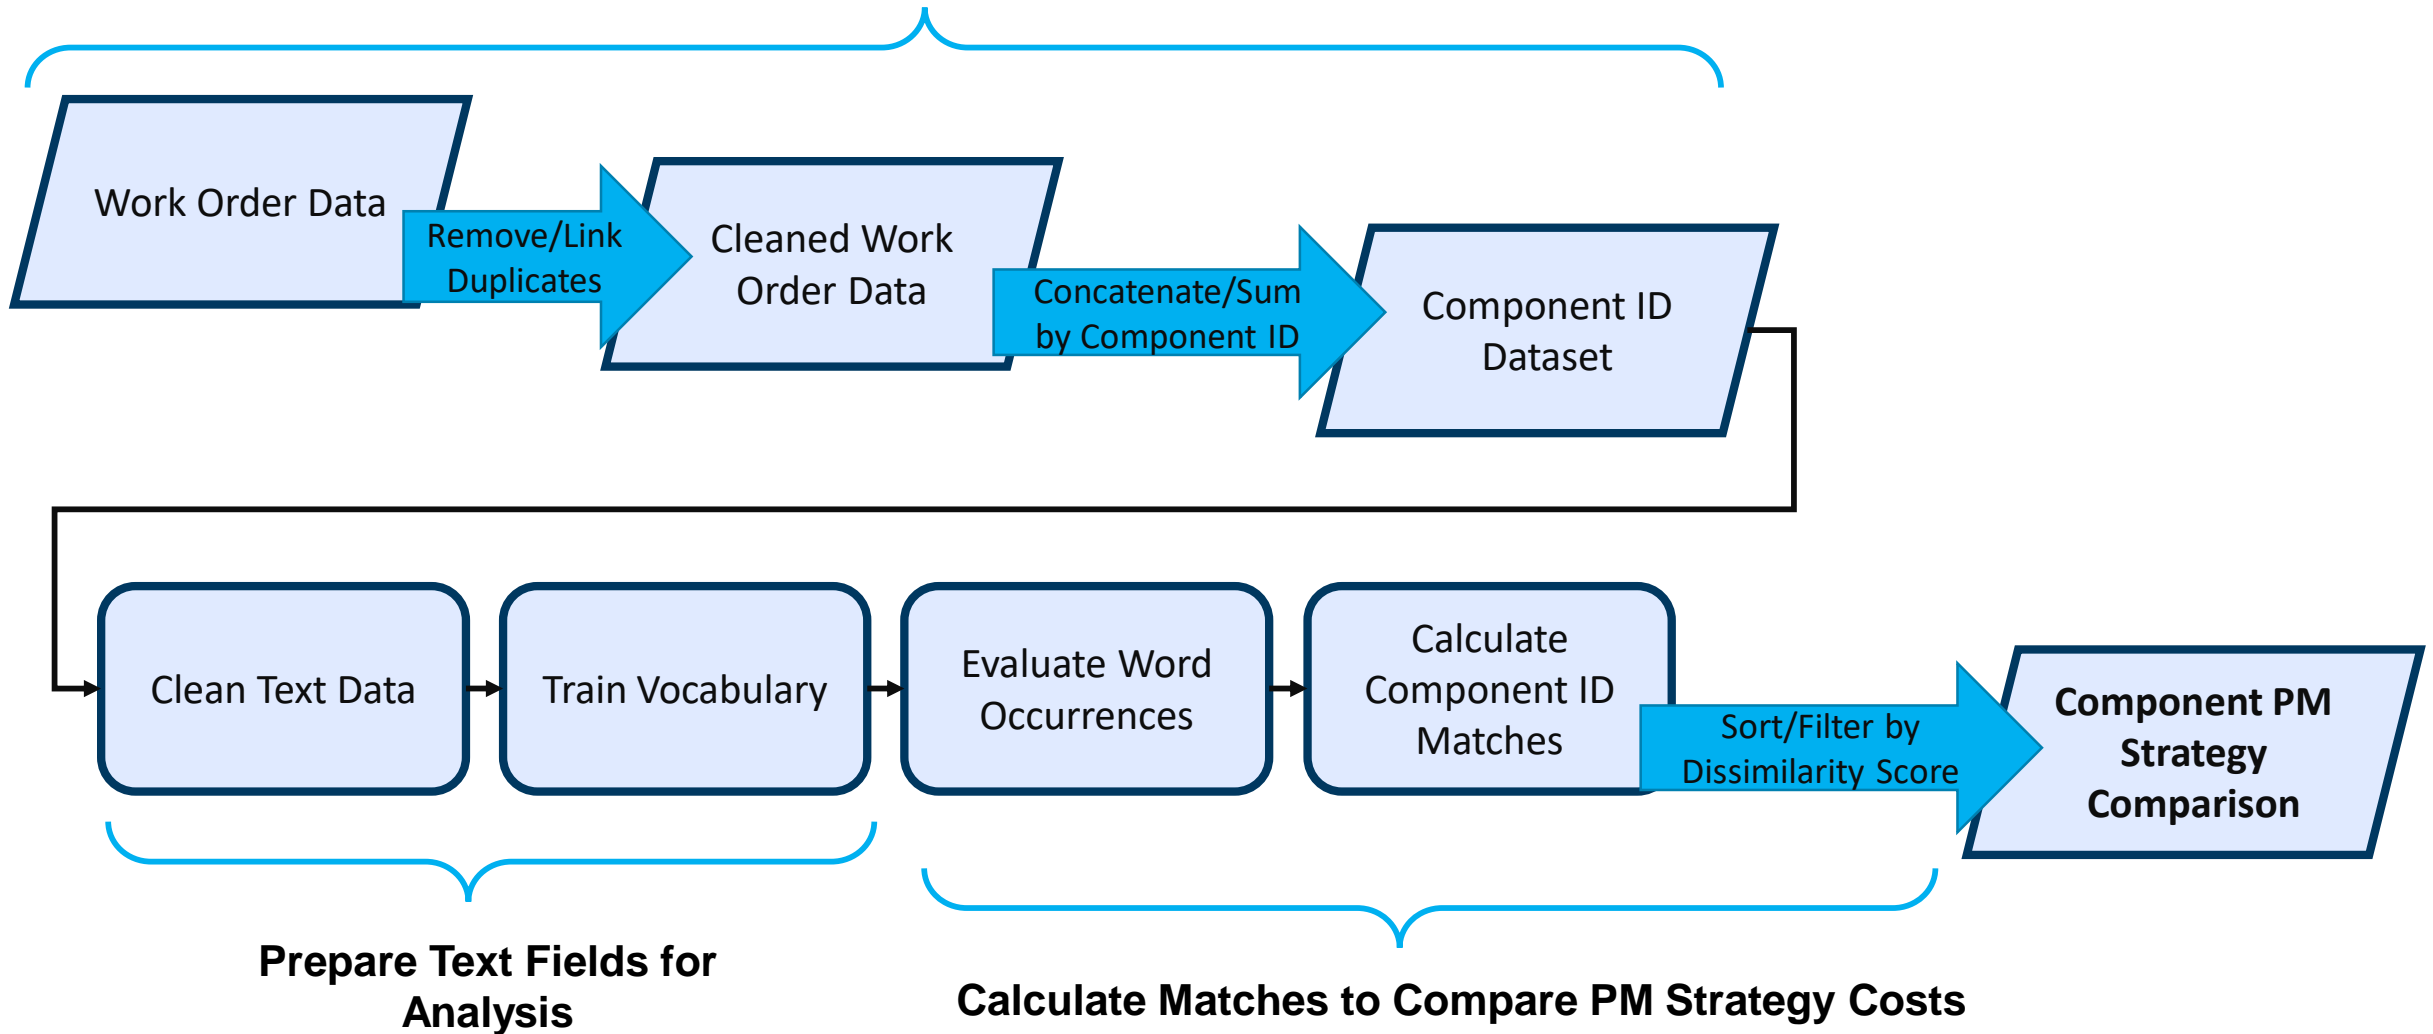 Work Order Data
Remove/Link
Duplicates
Cleaned Work
Order Data
Concatenate/Sum
by Component ID
Component ID
Dataset
Clean Text Data
Train Vocabulary
Evaluate Word
Occurrences
Calculate
Component ID
Matches
Sort/Filter by
Dissimilarity Score
Component PM
Strategy
Comparison
Prepare Text Fields for
Analysis
Calculate Matches to Compare PM Strategy Costs